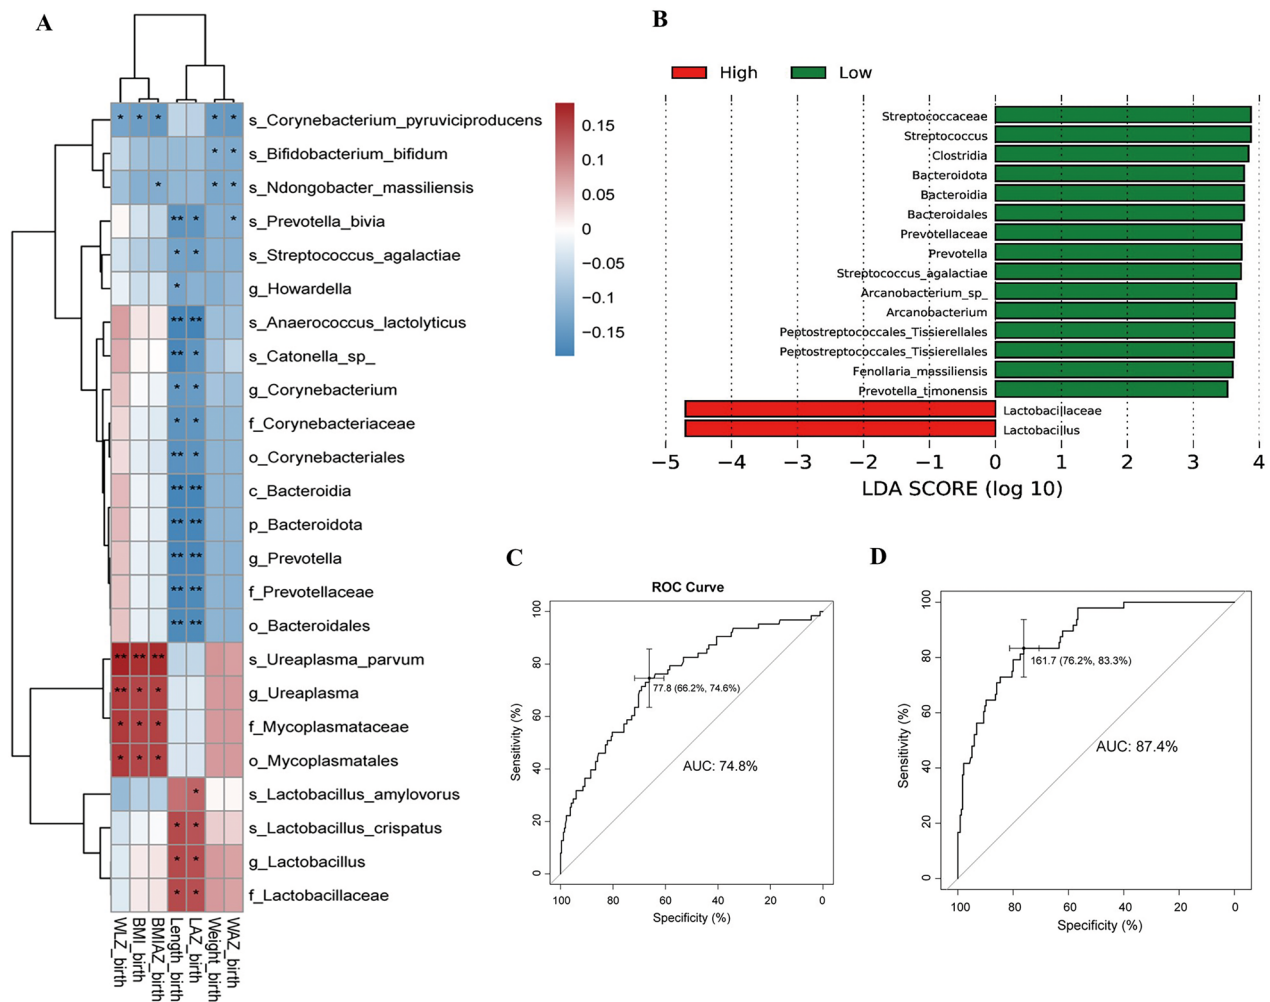 A
s_Corynebacterium_pyruviciproducens
s_Bifidobacterium_bifidum
s_Ndongobacter_massiliensis
s_Prevotella_bivia
s_Streptococcus_agalactiae
g_Howardella
s_Anaerococcus_lactolyticus
s_Catonella_sp_
g_Corynebacterium
f_Corynebacteriaceae
o_Corynebacteriales
c_Bacteroidia
p_Bacteroidota
g_Prevotella
f_Prevotellaceae
o_Bacteroidales
s_Ureaplasma_parvum
g_Ureaplasma
f_Mycoplasmataceae
o_Mycoplasmatales
s_Lactobacillus_amylovorus
s_Lactobacillus_crispatus
g_Lactobacillus
f_Lactobacillaceae
WLZ_birth
BMI_birth
BMIAZ_birth
Length_birth
LAZ_birth
Weight_birth
WAZ_birth
0.15
0.1
0.05
0
−0.05
−0.1
−0.15
B
High Low
Streptococcaceae
Streptococcus
Clostridia
Bacteroidota
Bacteroidia
Bacteroidales
Prevotellaceae
Prevotella
Streptococcus_agalactiae
Arcanobacterium_sp_
Arcanobacterium
Peptostreptococcales_Tissierellales
Peptostreptococcales_Tissierellales
Fenollaria_massiliensis
Prevotella_timonensis
Lactobacillaceae
Lactobacillus
−5 −4 −3 −2 −1 0 1 2 3 4
LDA SCORE (log 10)
C
ROC Curve
Sensitivity (%)
100
80
60
40
20
0
77.8 (66.2%, 74.6%)
AUC: 74.8%
100 80 60 40 20 0
Specificity (%)
D
Sensitivity (%)
100
80
60
40
20
0
161.7 (76.2%, 83.3%)
AUC: 87.4%
100 80 60 40 20 0
Specificity (%)